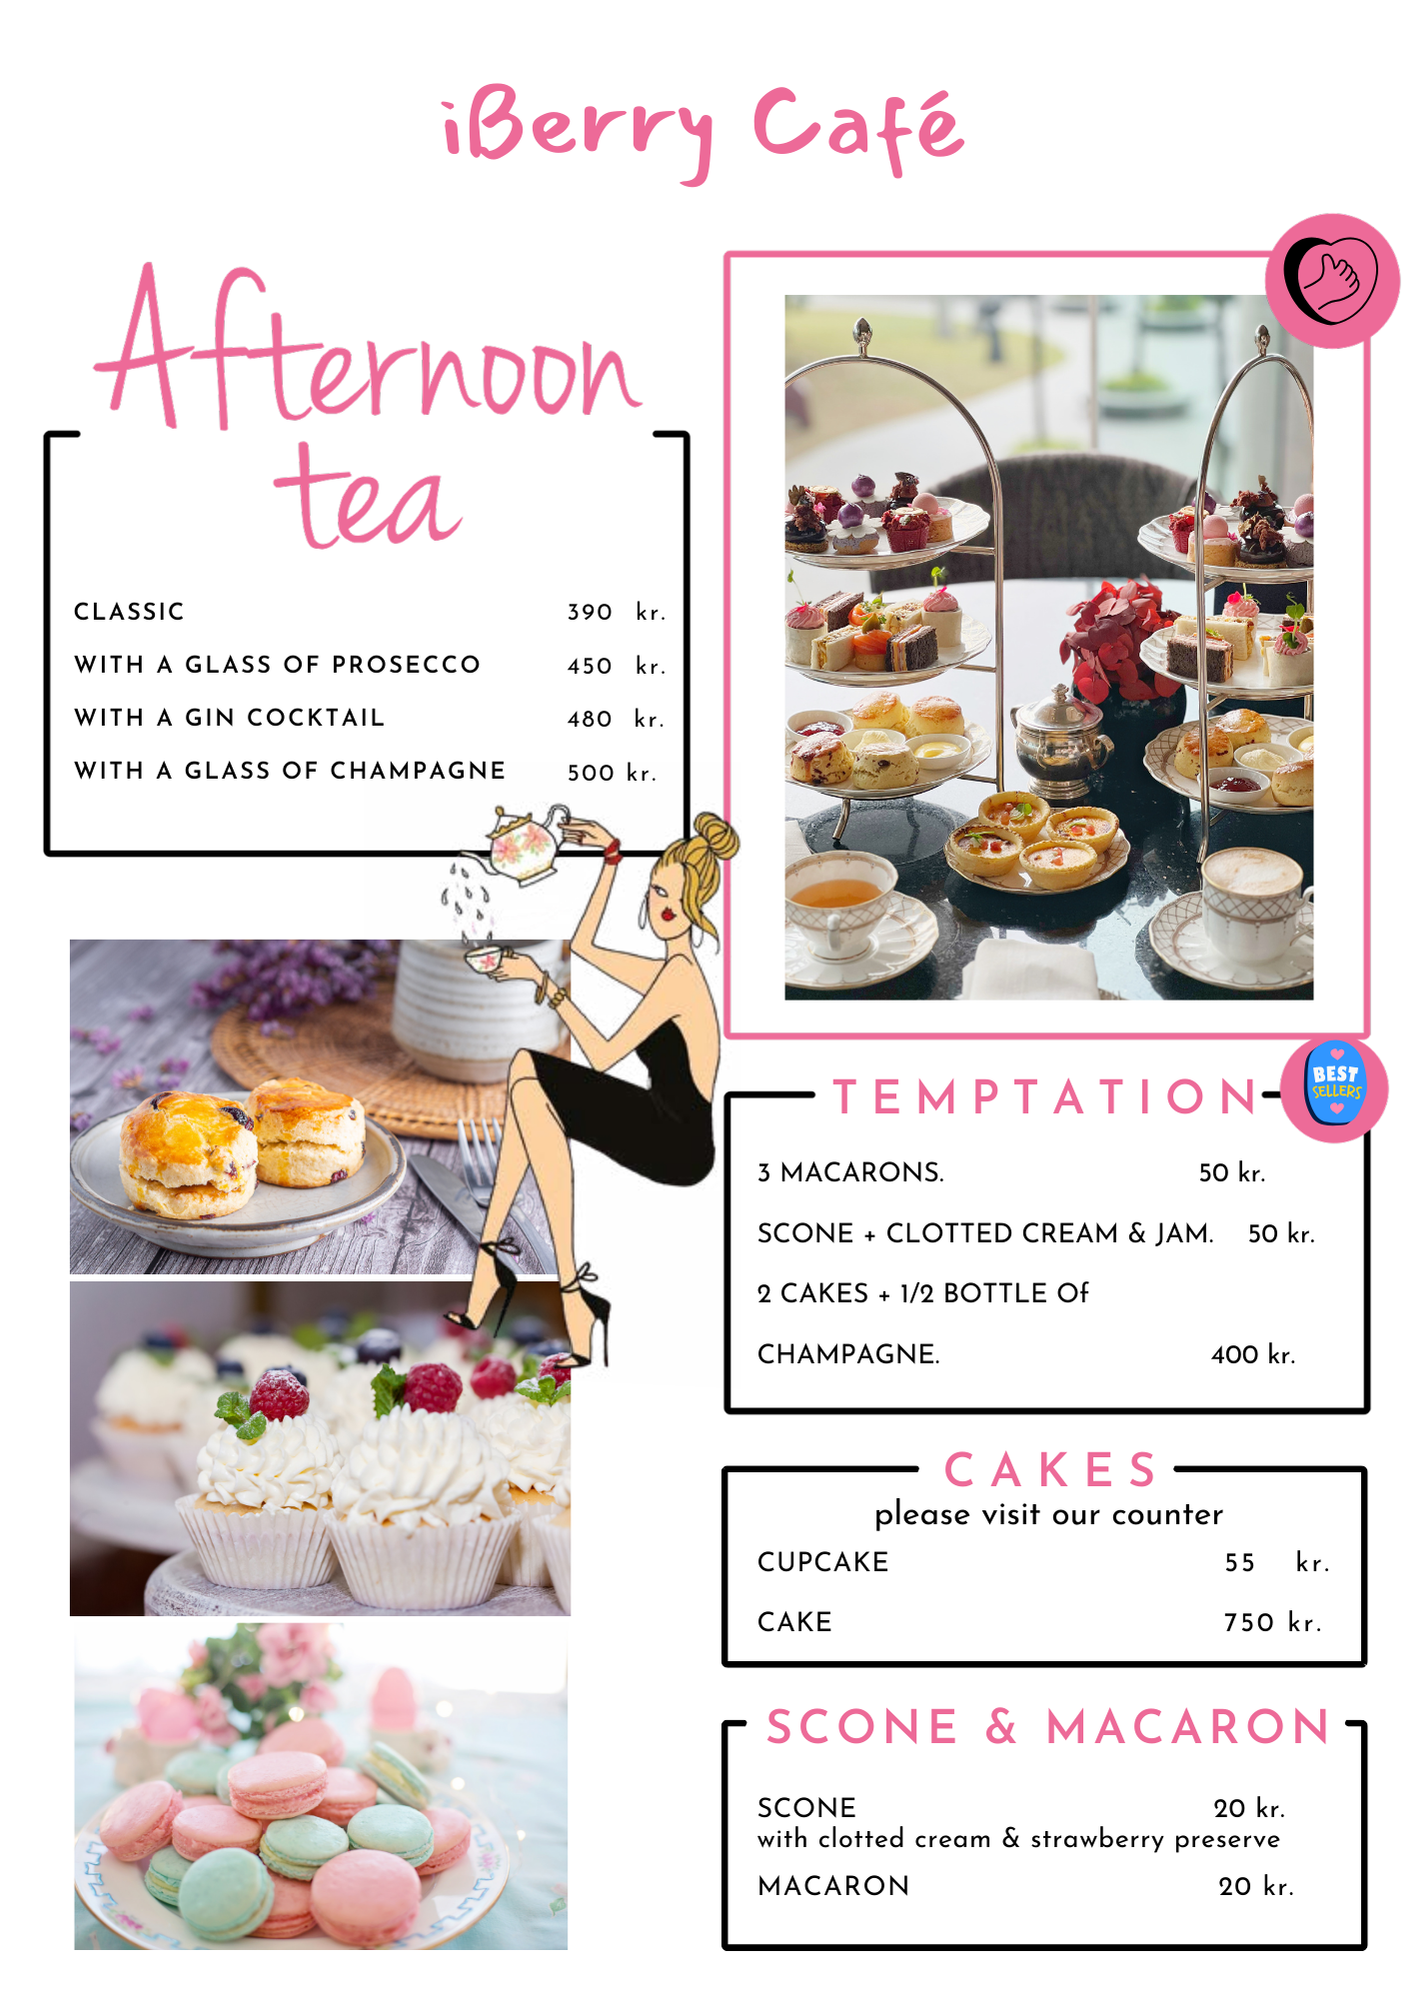 iBerry Café
Afternoon
tea
CLASSIC 390 kr.
WITH A GLASS OF PROSECCO 450 kr.
WITH A GIN COCKTAIL 480 kr.
WITH A GLASS OF CHAMPAGNE 500 kr.
TEMPTATION
BEST
SELLERS
3 MACARONS. 50 kr.
SCONE + CLOTTED CREAM & JAM. 50 kr.
2 CAKES + 1/2 BOTTLE Of
CHAMPAGNE. 400 kr.
CAKES
please visit our counter
CUPCAKE 55 kr.
CAKE 750 kr.
SCONE & MACARON
SCONE 20 kr.
with clotted cream & strawberry preserve
MACARON 20 kr.